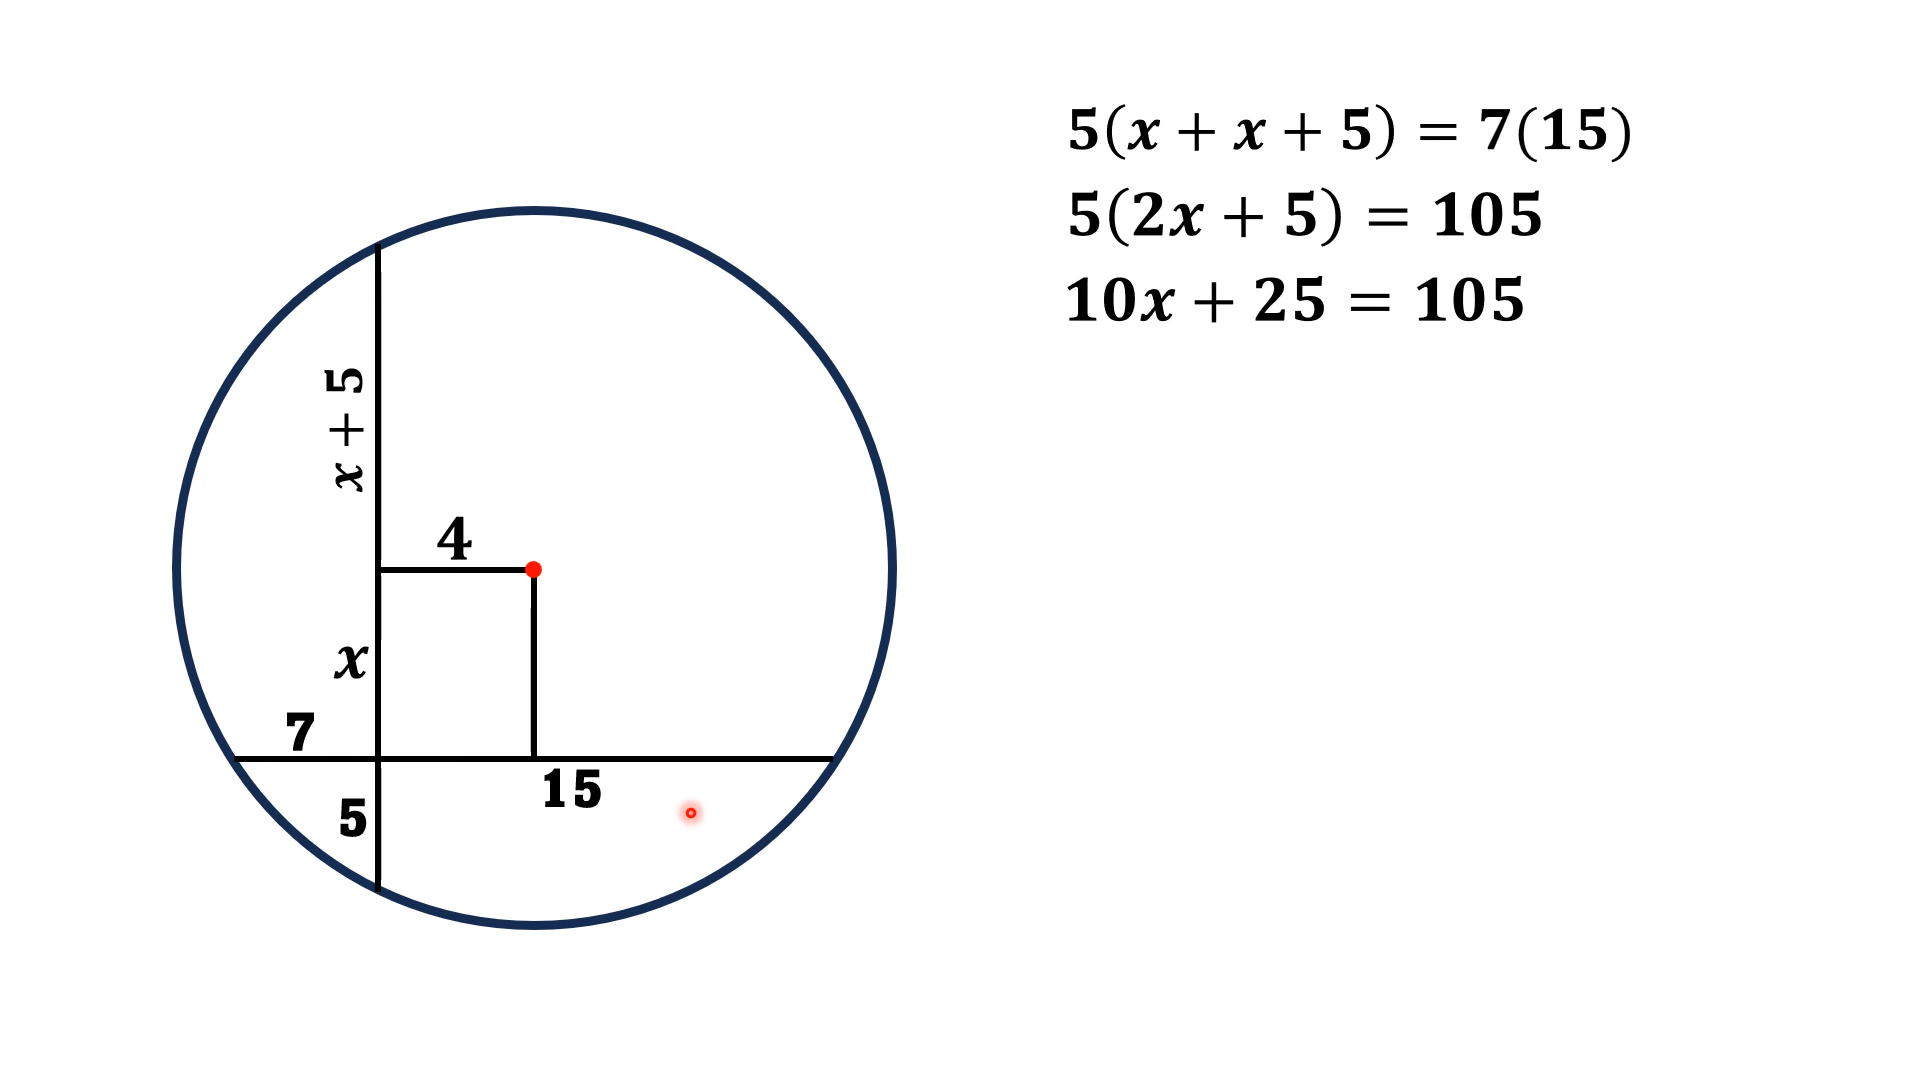 5(x + x + 5) = 7(15)
5(2x + 5) = 105
10x + 25 = 105
x + 5
4
x
7
15
5